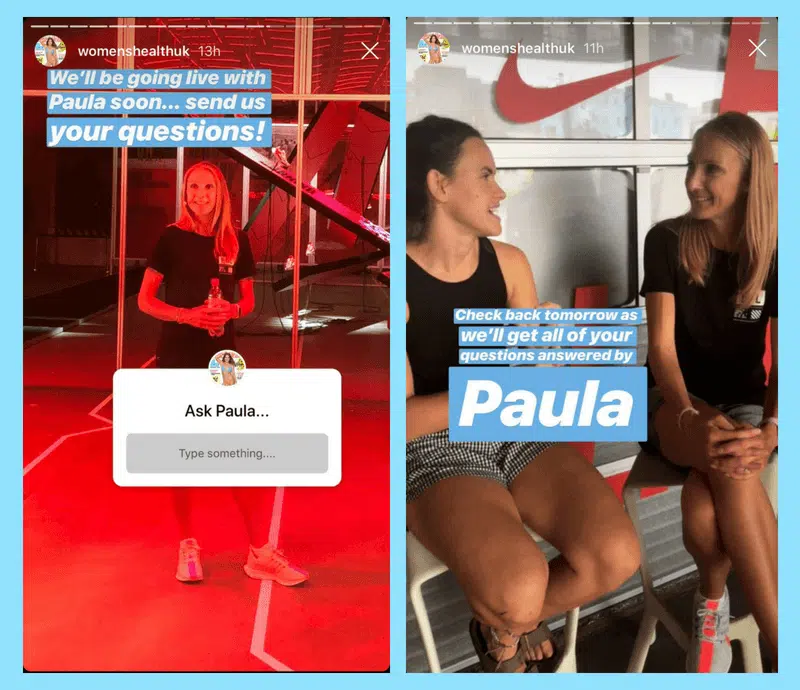 womenshealthuk 13h
We'll be going live with
Paula soon... send us
your questions!
Ask Paula...
Type something....
womenshealthuk 11h
Check back tomorrow as
we'll get all of your
questions answered by
Paula